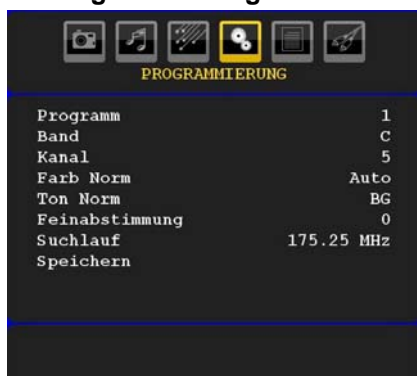 PROGRAMMIERUNG
Programm 1
Band C
Kanal 5
Farb Norm Auto
Ton Norm BG
Feinabstimmung 0
Suchlauf 175.25 MHz
Speichern